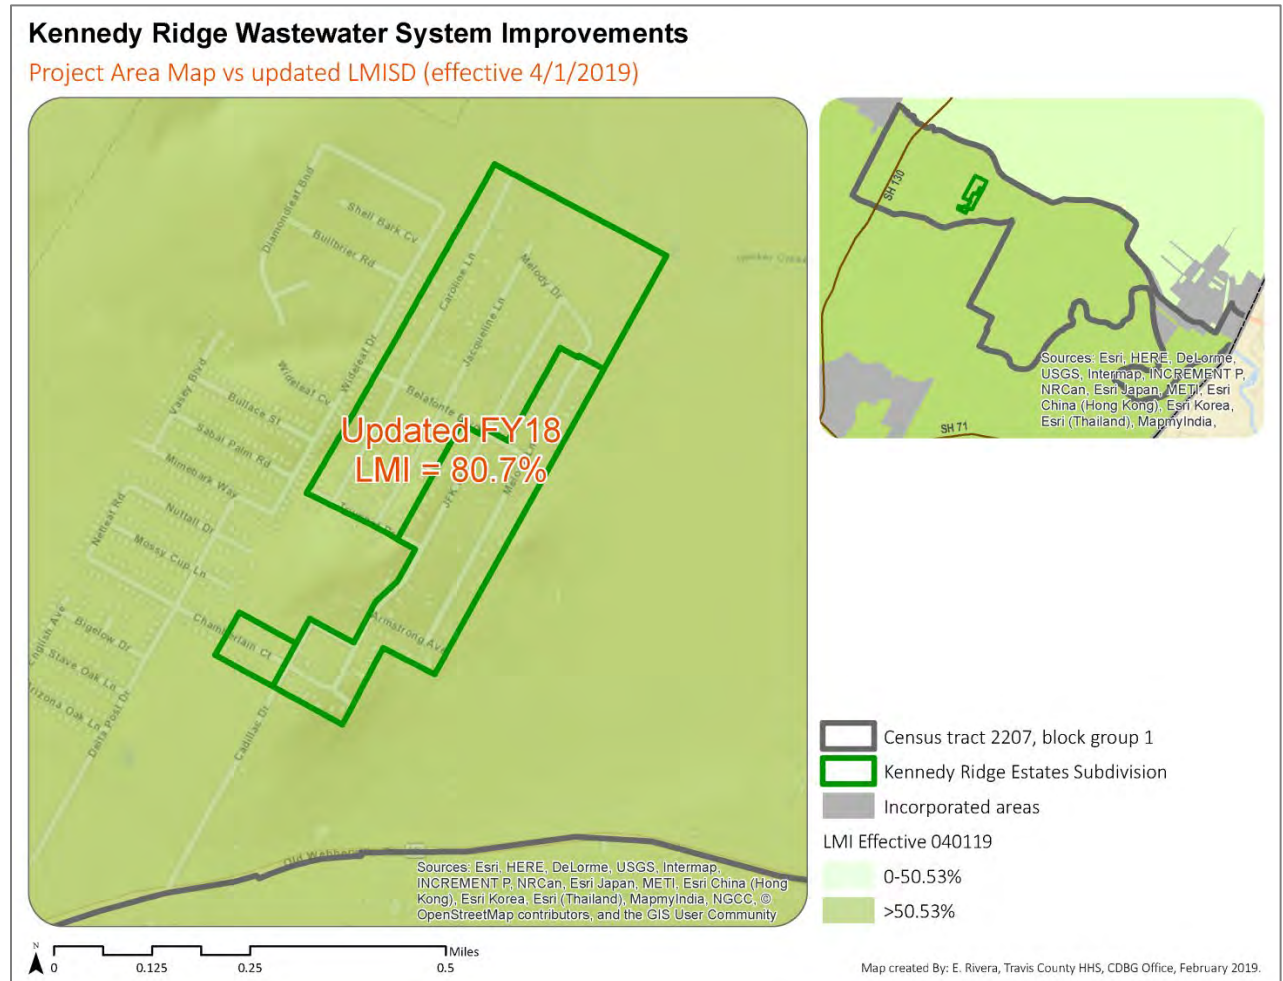 Kennedy Ridge Wastewater System Improvements
Project Area Map vs updated LMISD (effective 4/1/2019)
Diamondleaf Bnd
Shell Bark Cv
Bullbrier Rd
Caroline Ln
Melody Dr
Jacqueline Ln
Wideleaf Dr
Wideleaf Cv
Vasey Blvd
Bullace St
Sabal Palm Rd
Mimebark Way
Belafonte
Updated FY18
LMI = 80.7%
JFK
Netleaf Rd
Nuttall Dr
Mossy Cup Ln
Chamberlain Ct
Armstrong Ave
English Ave
Bigelow Dr
Stave Oak Ln
Arizona Oak Ln
Delta Post Dr
Cadillac Dr
Old Webber
Sources: Esri, HERE, DeLorme, USGS, Intermap,
INCREMENT P, NRCan, Esri Japan, METI, Esri China (Hong
Kong), Esri Korea, Esri (Thailand), MapmyIndia, NGCC, ©
OpenStreetMap contributors, and the GIS User Community
SH 130
SH 71
Sources: Esri, HERE, DeLorme,
USGS, Intermap, INCREMENT P,
NRCan, Esri Japan, METI, Esri
China (Hong Kong), Esri Korea,
Esri (Thailand), MapmyIndia,
Census tract 2207, block group 1
Kennedy Ridge Estates Subdivision
Incorporated areas
LMI Effective 040119
0-50.53%
>50.53%
N
Miles
0 0.125 0.25 0.5
Map created By: E. Rivera, Travis County HHS, CDBG Office, February 2019.